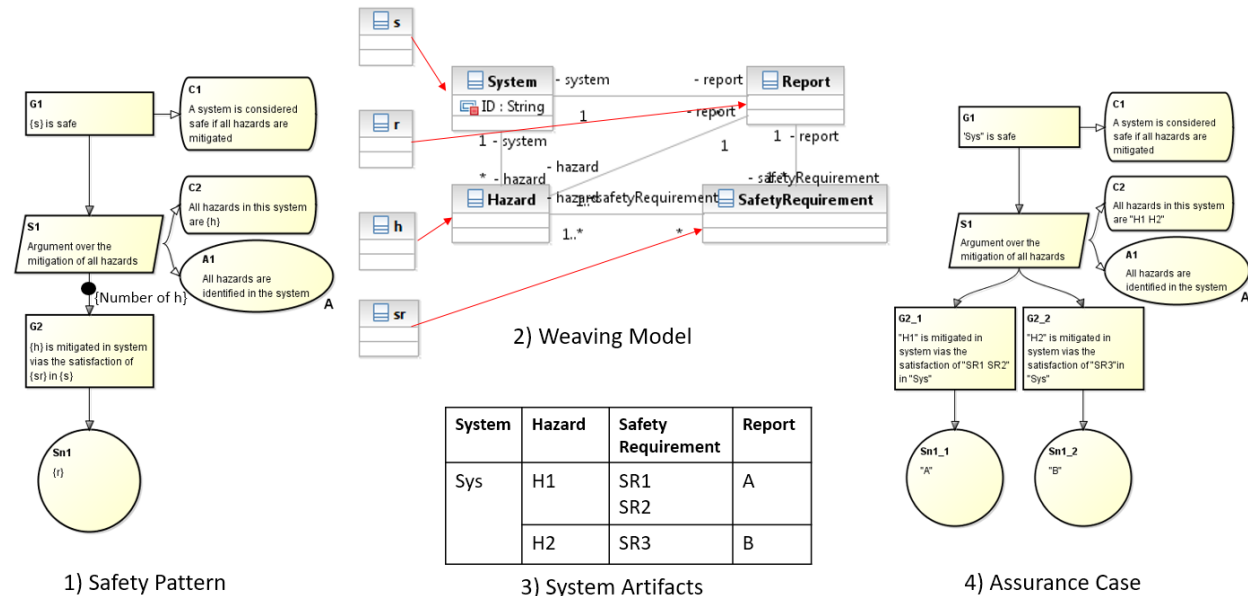 G1
{s} is safe
C1
A system is considered
safe if all hazards are
mitigated
S1
Argument over the
mitigation of all hazards
C2
All hazards in this system
are {h}
A1
All hazards are
identified in the system
A
{Number of h}
G2
{h} is mitigated in system
vias the satisfaction of
{sr} in {s}
Sn1
{r}
1) Safety Pattern
s
r
h
sr
System
ID : String
- system
- report
Report
1
- report
1 - system
1
1 - report
- hazard
* - hazard
- hazard
1..*
- safetyRequirement
- safetyRequirement
1..*
Hazard
SafetyRequirement
1..*
*
2) Weaving Model
System
Hazard
Safety
Requirement
Report
Sys
H1
SR1
SR2
A
H2
SR3
B
3) System Artifacts
G1
'Sys" is safe
C1
A system is considered
safe if all hazards are
mitigated
S1
Argument over the
mitigation of all hazards
C2
All hazards in this system
are "H1 H2"
A1
All hazards are
identified in the system
A
G2_1
"H1" is mitigated in
system vias the
satisfaction of "SR1 SR2"
in "Sys"
G2_2
"H2" is mitigated in
system vias the
satisfaction of "SR3"in
"Sys"
Sn1_1
"A"
Sn1_2
"B"
4) Assurance Case